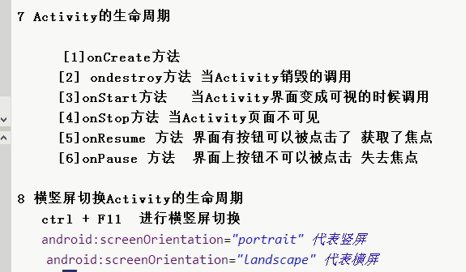 7 Activity的生命周期
[1]onCreate方法
[2] ondestroy方法 当Activity销毁的调用
[3]onStart方法 当Activity界面变成可视的时候调用
[4]onStop方法 当Activity页面不可见
[5]onResume 方法 界面有按钮可以被点击了 获取了焦点
[6]onPause 方法 界面上按钮不可以被点击 失去焦点
8 横竖屏切换Activity的生命周期
ctrl + F11 进行横竖屏切换
android:screenOrientation="portrait" 代表竖屏
android:screenOrientation="landscape" 代表横屏